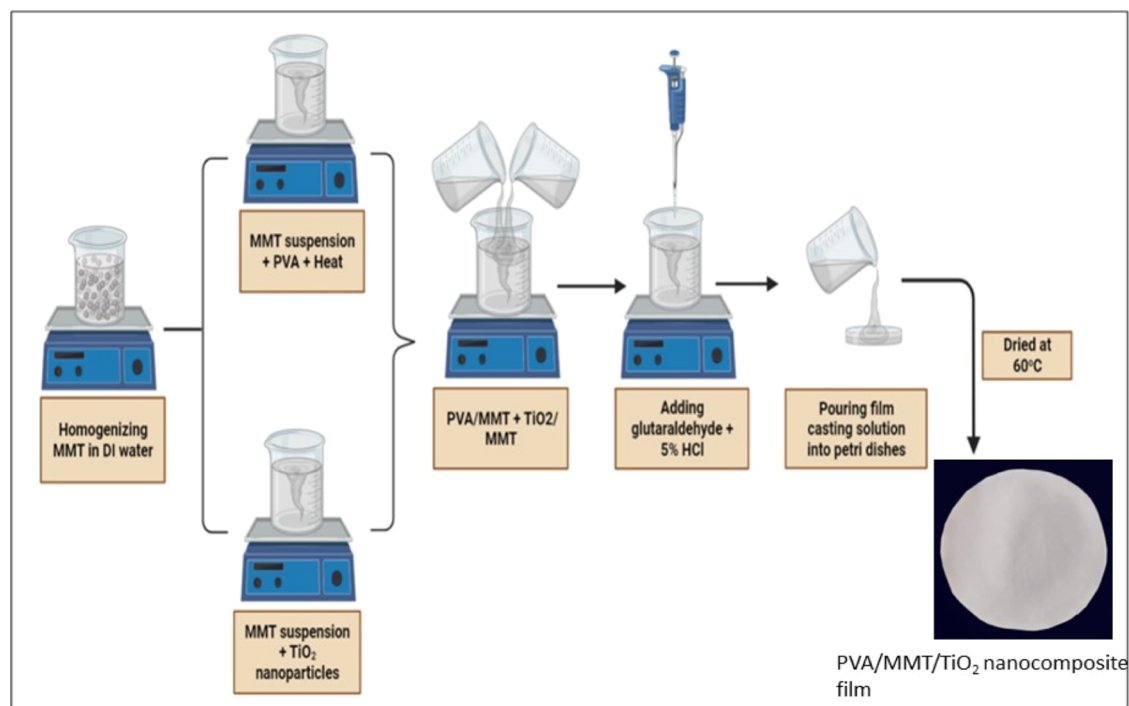 Homogenizing
MMT in DI water
MMT suspension
+ PVA + Heat
MMT suspension
+ TiO₂
nanoparticles
PVA/MMT + TiO2/
MMT
Adding
glutaraldehyde +
5% HCl
Pouring film
casting solution
into petri dishes
Dried at
60°C
PVA/MMT/TiO₂ nanocomposite
film